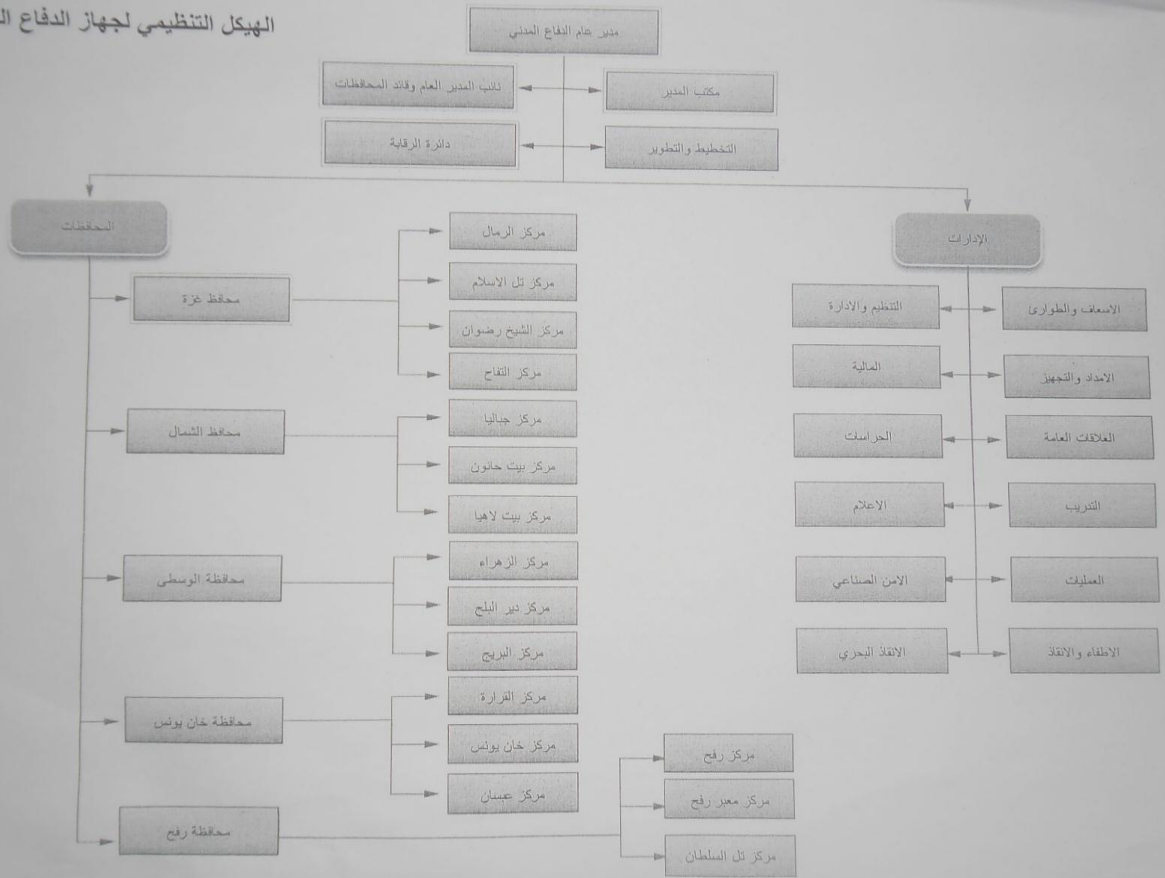 الهيكل التنظيمي لجهاز الدفاع
مدير عام الدفاع المدني
مكتب المدير
نائب المدير العام وقائد المحافظات
التخطيط والتطوير
دائرة الرقابة
الإدارات
المحافظات
الاسعاف والطوارئ
التنظيم والادارة
الامداد والتجهيز
المالية
العلاقات العامة
الحراسات
التدريب
الاعلام
العمليات
الامن الصناعي
الاطفاء والانقاذ
الانقاذ البحري
محافظ غزة
مركز الرمال
مركز تل الاسلام
مركز الشيخ رضوان
مركز التفاح
محافظ الشمال
مركز جباليا
مركز بيت حانون
مركز بيت لاهيا
محافظة الوسطى
مركز الزهراء
مركز دير البلح
مركز البريج
محافظة خان يونس
مركز القرارة
مركز خان يونس
مركز عبسان
محافظة رفح
مركز رفح
مركز معبر رفح
مركز تل السلطان